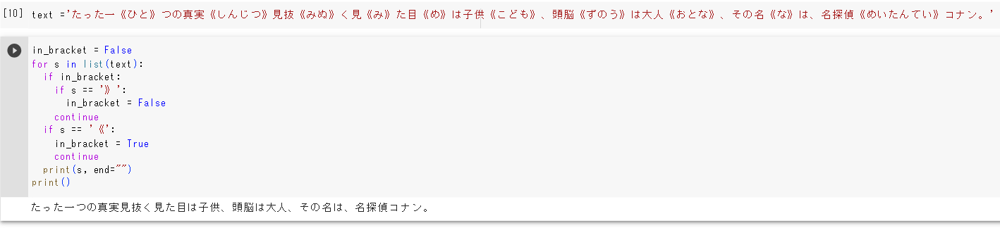 [10] text ='たった一《ひと》つの真実《しんじつ》見抜《みぬ》く見《み》た目《め》は子供《こども》、頭脳《ずのう》は大人《おとな》、その名《な》は、名探偵《めいたんてい》コナン。'
in_bracket = False
for s in list(text):
  if in_bracket:
    if s == '》':
      in_bracket = False
    continue
  if s == '《':
    in_bracket = True
    continue
  print(s, end="")
print()
たった一つの真実見抜く見た目は子供、頭脳は大人、その名は、名探偵コナン。